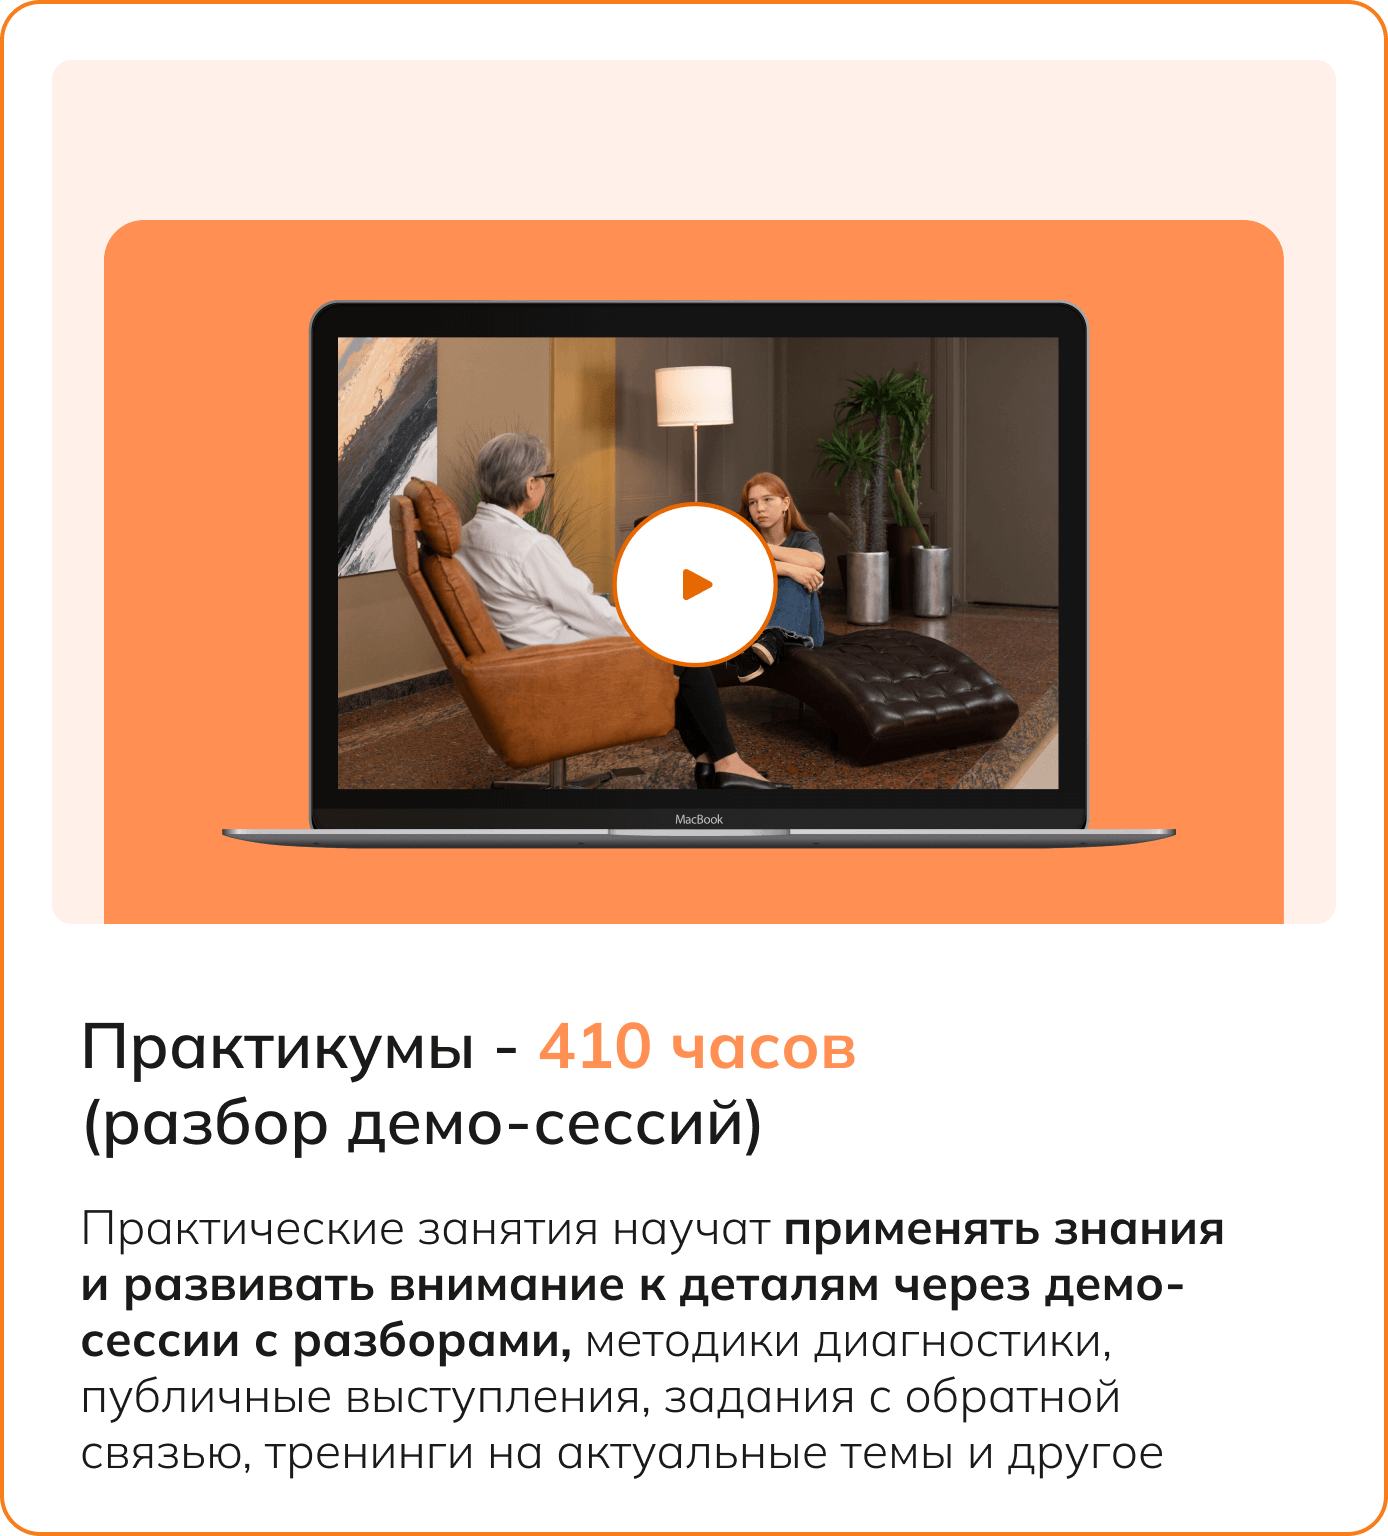 MacBook
Практикумы - 410 часов
(разбор демо-сессий)
Практические занятия научат применять знания
и развивать внимание к деталям через демо-
сессии с разборами, методики диагностики,
публичные выступления, задания с обратной
связью, тренинги на актуальные темы и другое